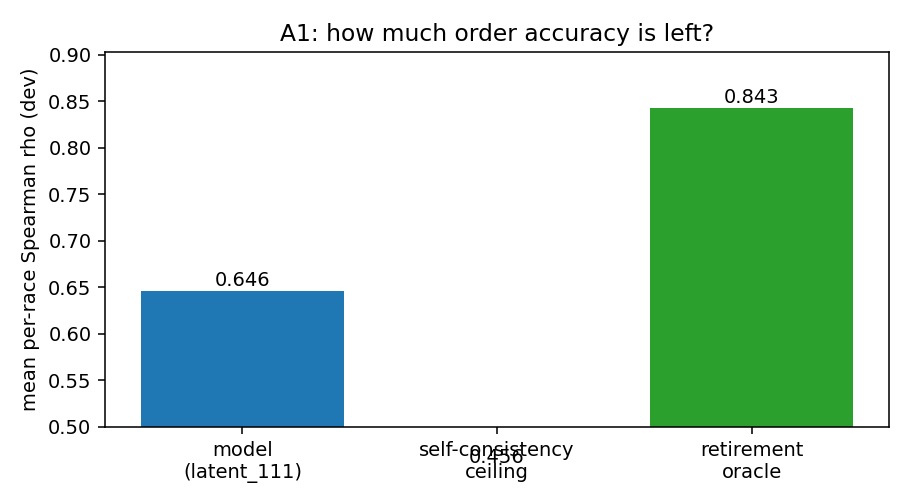 A1: how much order accuracy is left?
mean per-race Spearman rho (dev)
0.90
0.85
0.80
0.75
0.70
0.65
0.60
0.55
0.50
0.646
0.456
0.843
model
(latent_111)
self-consistency
ceiling
retirement
oracle